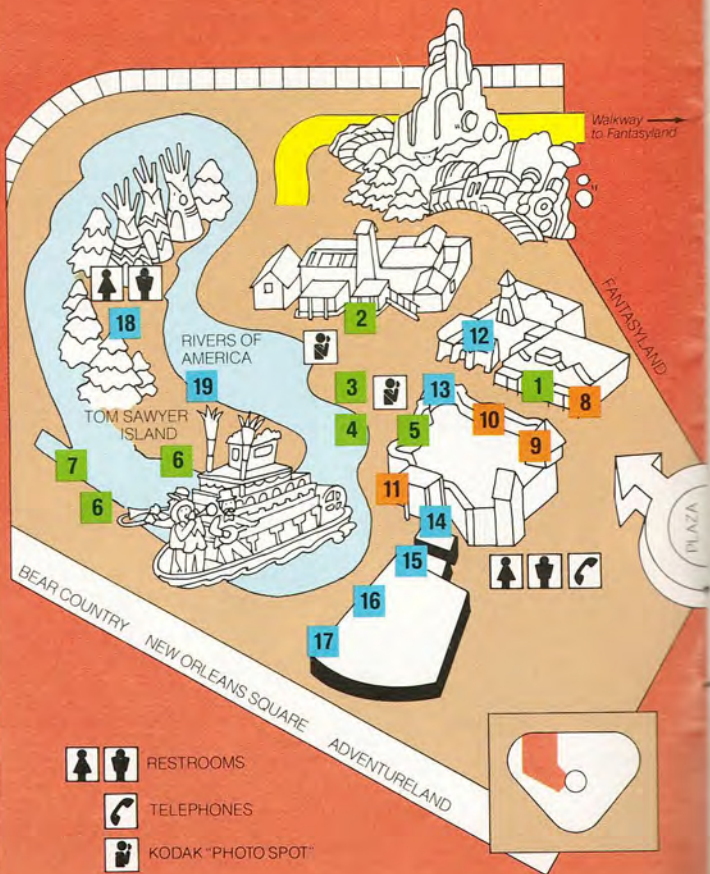 Walkway
to Fantasyland
FANTASYLAND
18
2
12
RIVERS OF
AMERICA
19
3
13
1
8
10
TOM SAWYER
ISLAND
4
5
9
7
6
6
11
14
15
16
17
PLAZA
BEAR COUNTRY
NEW ORLEANS SQUARE
ADVENTURELAND
RESTROOMS
TELEPHONES
KODAK "PHOTO SPOT"